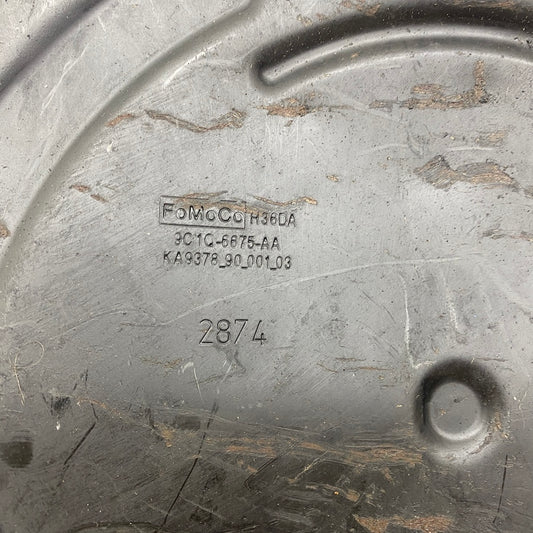 FoMoCo H36DA
9C1Q-6675-AA
KA9378_90_001_03
2874